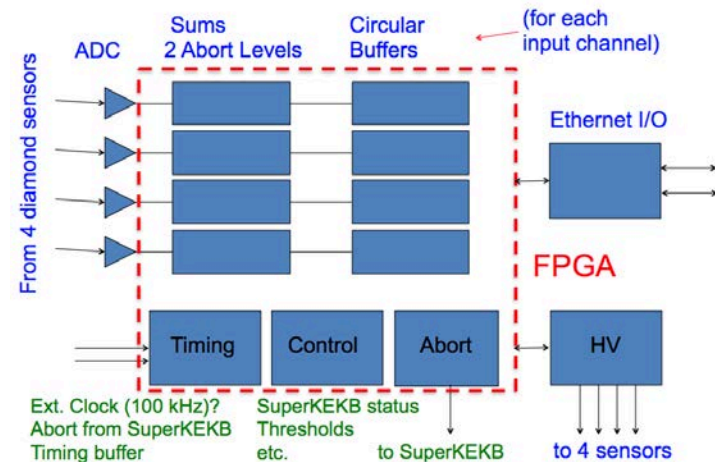 Sums
2 Abort Levels
Circular
Buffers
(for each
input channel)
ADC
From 4 diamond sensors
Ethernet I/O
FPGA
Timing
Control
Abort
HV
Ext. Clock (100 kHz)?
Abort from SuperKEKB
Timing buffer
SuperKEKB status
Thresholds
etc.
to SuperKEKB
to 4 sensors